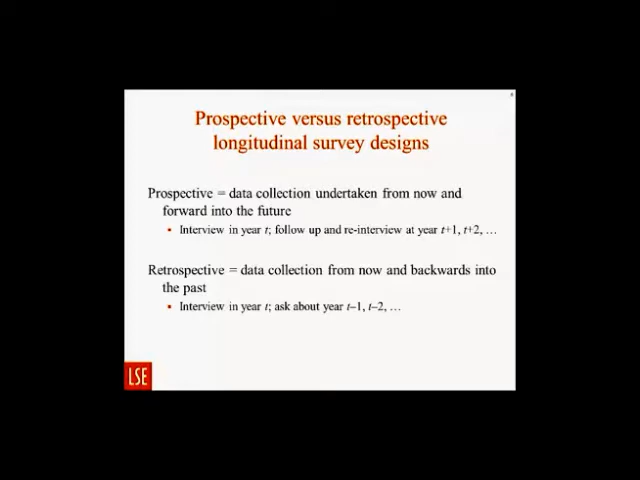 Prospective versus retrospective
longitudinal survey designs
Prospective = data collection undertaken from now and
forward into the future
▪ Interview in year t; follow up and re-interview at year t+1, t+2, …
Retrospective = data collection from now and backwards into
the past
▪ Interview in year t; ask about year t–1, t–2, …
LSE